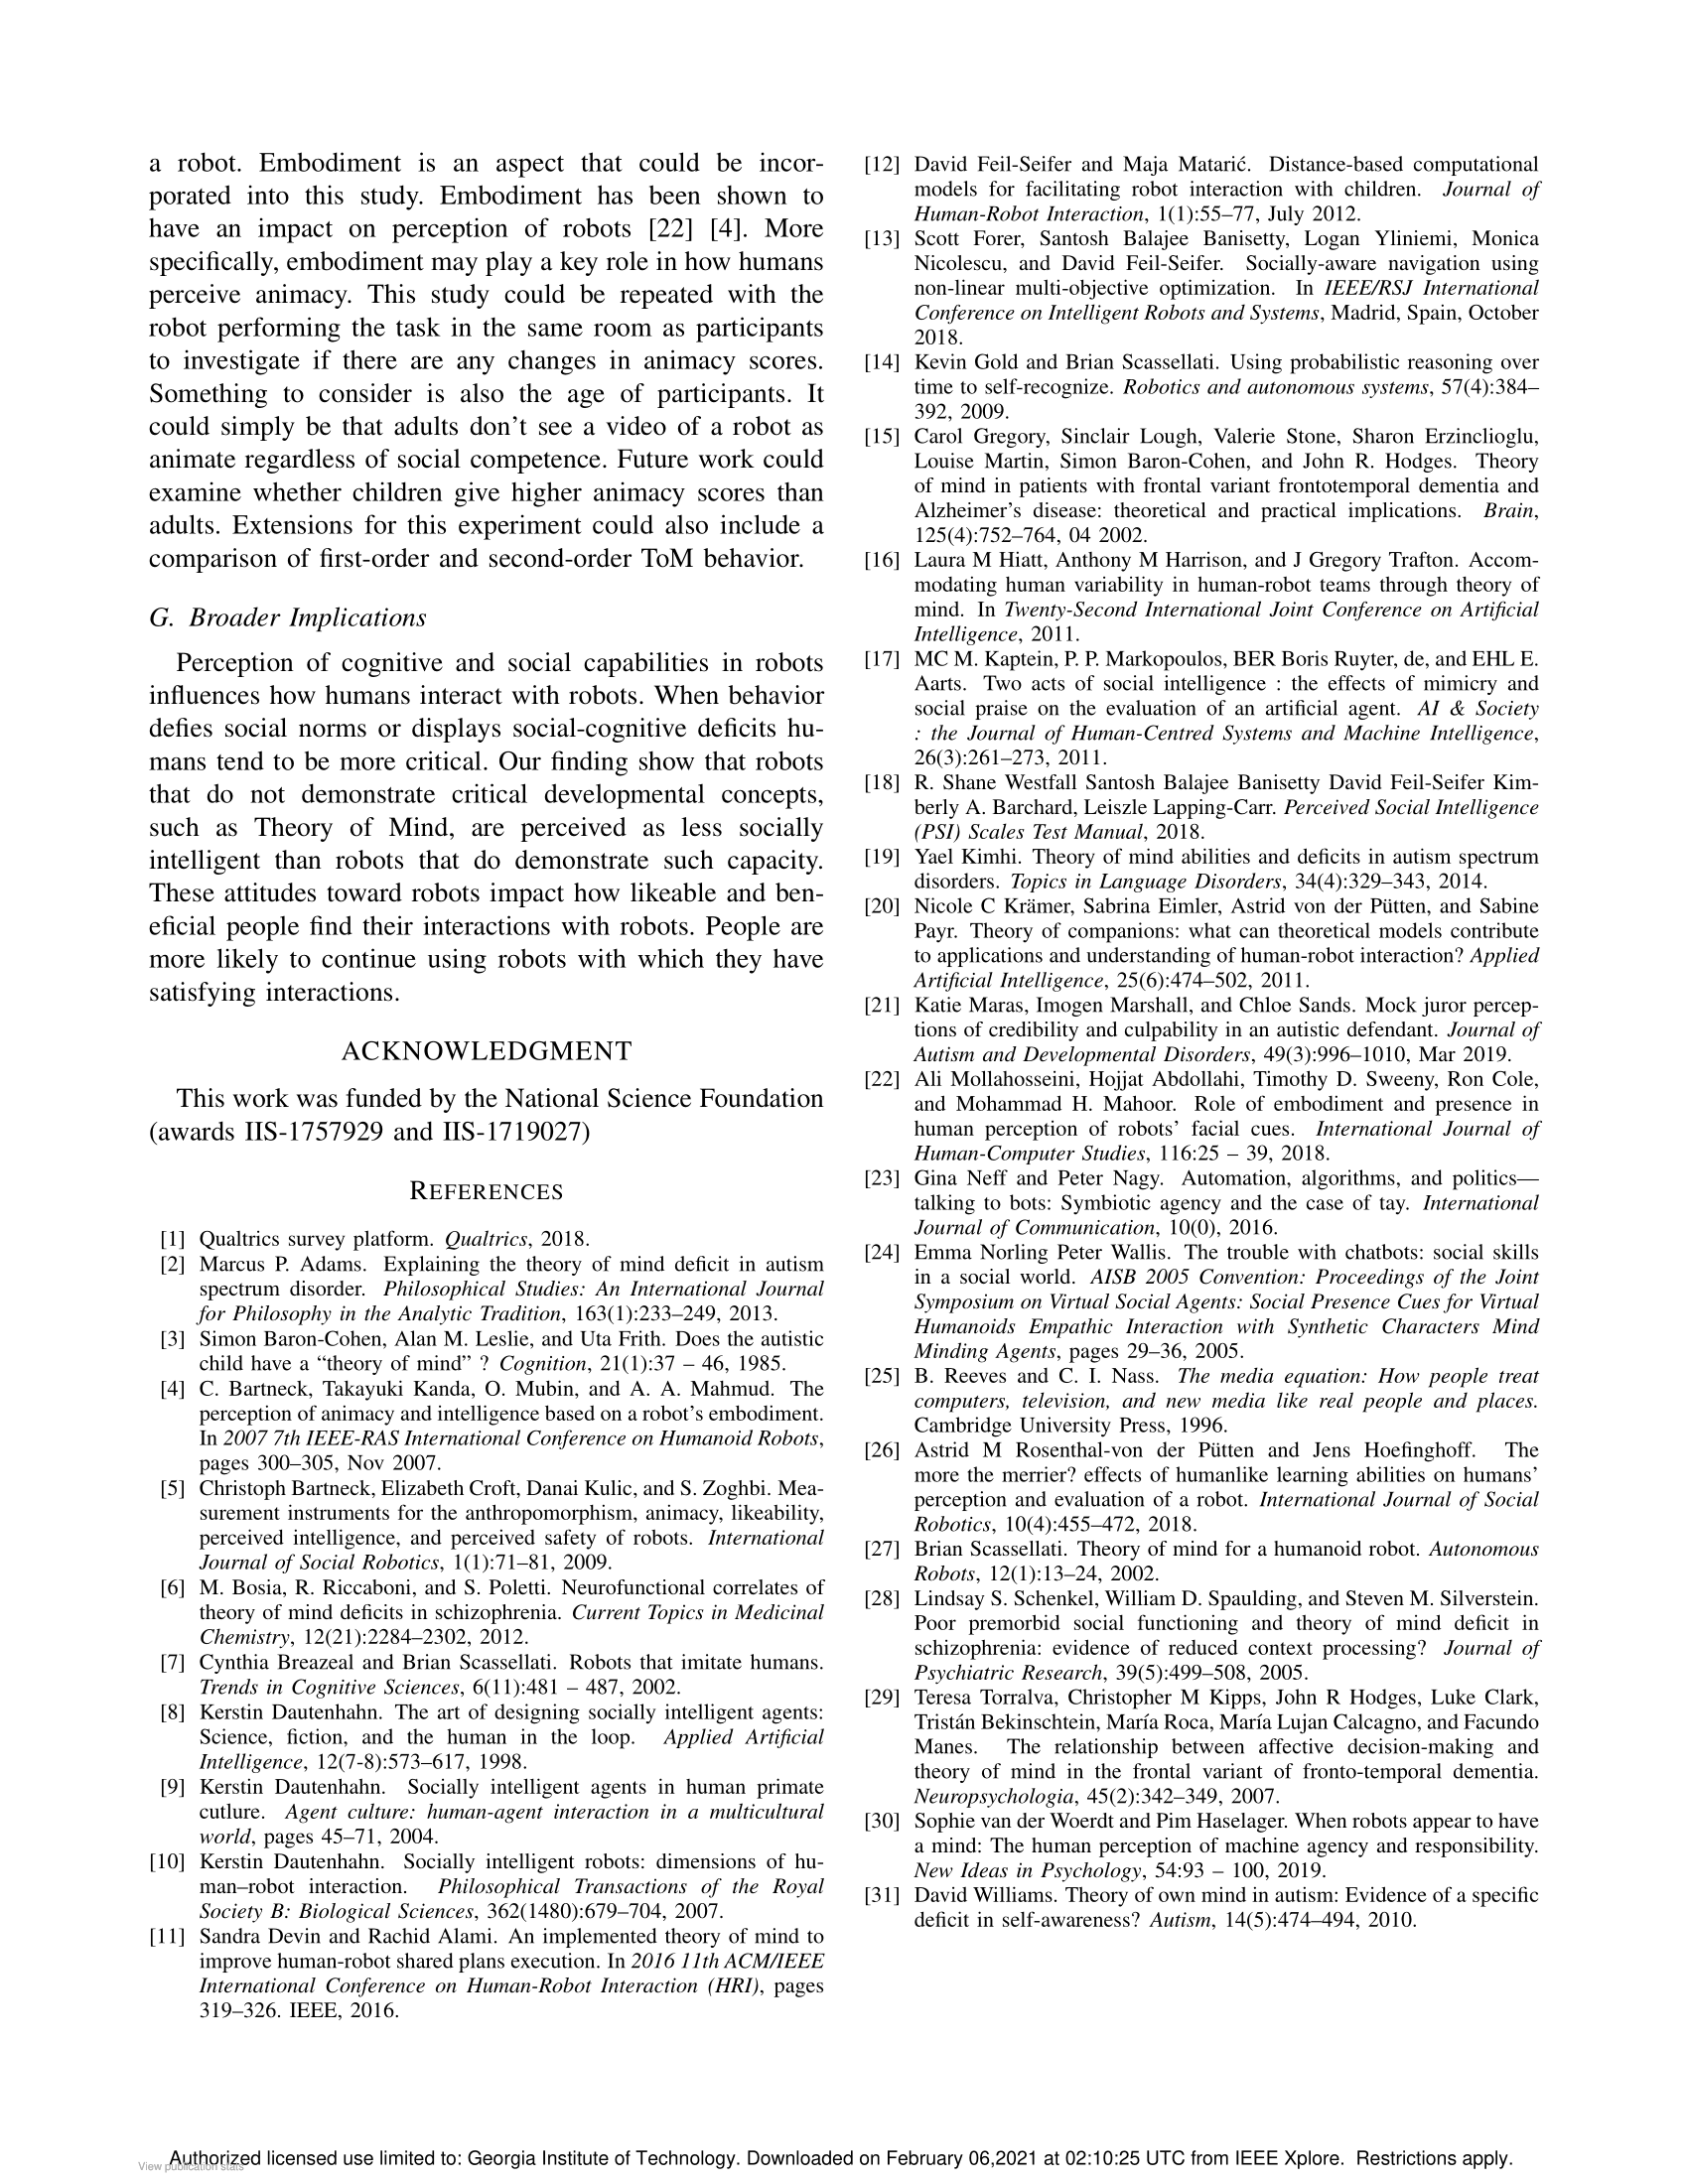 a robot. Embodiment is an aspect that could be incor-
porated into this study. Embodiment has been shown to
have an impact on perception of robots [22] [4]. More
specifically, embodiment may play a key role in how humans
perceive animacy. This study could be repeated with the
robot performing the task in the same room as participants
to investigate if there are any changes in animacy scores.
Something to consider is also the age of participants. It
could simply be that adults don't see a video of a robot as
animate regardless of social competence. Future work could
examine whether children give higher animacy scores than
adults. Extensions for this experiment could also include a
comparison of first-order and second-order ToM behavior.
G. Broader Implications
Perception of cognitive and social capabilities in robots
influences how humans interact with robots. When behavior
defies social norms or displays social-cognitive deficits hu-
mans tend to be more critical. Our finding show that robots
that do not demonstrate critical developmental concepts,
such as Theory of Mind, are perceived as less socially
intelligent than robots that do demonstrate such capacity.
These attitudes toward robots impact how likeable and ben-
eficial people find their interactions with robots. People are
more likely to continue using robots with which they have
satisfying interactions.
ACKNOWLEDGMENT
This work was funded by the National Science Foundation
(awards IIS-1757929 and IIS-1719027)
REFERENCES
[1] Qualtrics survey platform. Qualtrics, 2018.
[2] Marcus P. Adams. Explaining the theory of mind deficit in autism
spectrum disorder. Philosophical Studies: An International Journal
for Philosophy in the Analytic Tradition, 163(1):233–249, 2013.
[3] Simon Baron-Cohen, Alan M. Leslie, and Uta Frith. Does the autistic
child have a “theory of mind” ? Cognition, 21(1):37 – 46, 1985.
[4] C. Bartneck, Takayuki Kanda, O. Mubin, and A. A. Mahmud. The
perception of animacy and intelligence based on a robot's embodiment.
In 2007 7th IEEE-RAS International Conference on Humanoid Robots,
pages 300–305, Nov 2007.
[5] Christoph Bartneck, Elizabeth Croft, Danai Kulic, and S. Zoghbi. Mea-
surement instruments for the anthropomorphism, animacy, likeability,
perceived intelligence, and perceived safety of robots. International
Journal of Social Robotics, 1(1):71–81, 2009.
[6] M. Bosia, R. Riccaboni, and S. Poletti. Neurofunctional correlates of
theory of mind deficits in schizophrenia. Current Topics in Medicinal
Chemistry, 12(21):2284–2302, 2012.
[7] Cynthia Breazeal and Brian Scassellati. Robots that imitate humans.
Trends in Cognitive Sciences, 6(11):481 – 487, 2002.
[8] Kerstin Dautenhahn. The art of designing socially intelligent agents:
Science, fiction, and the human in the loop. Applied Artificial
Intelligence, 12(7-8):573–617, 1998.
[9] Kerstin Dautenhahn. Socially intelligent agents in human primate
cutlure. Agent culture: human-agent interaction in a multicultural
world, pages 45–71, 2004.
[10] Kerstin Dautenhahn. Socially intelligent robots: dimensions of hu-
man–robot interaction. Philosophical Transactions of the Royal
Society B: Biological Sciences, 362(1480):679–704, 2007.
[11] Sandra Devin and Rachid Alami. An implemented theory of mind to
improve human-robot shared plans execution. In 2016 11th ACM/IEEE
International Conference on Human-Robot Interaction (HRI), pages
319–326. IEEE, 2016.
[12] David Feil-Seifer and Maja Matarić. Distance-based computational
models for facilitating robot interaction with children. Journal of
Human-Robot Interaction, 1(1):55–77, July 2012.
[13] Scott Forer, Santosh Balajee Banisetty, Logan Yliniemi, Monica
Nicolescu, and David Feil-Seifer. Socially-aware navigation using
non-linear multi-objective optimization. In IEEE/RSJ International
Conference on Intelligent Robots and Systems, Madrid, Spain, October
2018.
[14] Kevin Gold and Brian Scassellati. Using probabilistic reasoning over
time to self-recognize. Robotics and autonomous systems, 57(4):384–
392, 2009.
[15] Carol Gregory, Sinclair Lough, Valerie Stone, Sharon Erzinclioglu,
Louise Martin, Simon Baron-Cohen, and John R. Hodges. Theory
of mind in patients with frontal variant frontotemporal dementia and
Alzheimer's disease: theoretical and practical implications. Brain,
125(4):752–764, 04 2002.
[16] Laura M Hiatt, Anthony M Harrison, and J Gregory Trafton. Accom-
modating human variability in human-robot teams through theory of
mind. In Twenty-Second International Joint Conference on Artificial
Intelligence, 2011.
[17] MC M. Kaptein, P. P. Markopoulos, BER Boris Ruyter, de, and EHL E.
Aarts. Two acts of social intelligence : the effects of mimicry and
social praise on the evaluation of an artificial agent. AI & Society
: the Journal of Human-Centred Systems and Machine Intelligence,
26(3):261–273, 2011.
[18] R. Shane Westfall Santosh Balajee Banisetty David Feil-Seifer Kim-
berly A. Barchard, Leiszle Lapping-Carr. Perceived Social Intelligence
(PSI) Scales Test Manual, 2018.
[19] Yael Kimhi. Theory of mind abilities and deficits in autism spectrum
disorders. Topics in Language Disorders, 34(4):329–343, 2014.
[20] Nicole C Krämer, Sabrina Eimler, Astrid von der Pütten, and Sabine
Payr. Theory of companions: what can theoretical models contribute
to applications and understanding of human-robot interaction? Applied
Artificial Intelligence, 25(6):474–502, 2011.
[21] Katie Maras, Imogen Marshall, and Chloe Sands. Mock juror percep-
tions of credibility and culpability in an autistic defendant. Journal of
Autism and Developmental Disorders, 49(3):996–1010, Mar 2019.
[22] Ali Mollahosseini, Hojjat Abdollahi, Timothy D. Sweeny, Ron Cole,
and Mohammad H. Mahoor. Role of embodiment and presence in
human perception of robots' facial cues. International Journal of
Human-Computer Studies, 116:25 – 39, 2018.
[23] Gina Neff and Peter Nagy. Automation, algorithms, and politics—
talking to bots: Symbiotic agency and the case of tay. International
Journal of Communication, 10(0), 2016.
[24] Emma Norling Peter Wallis. The trouble with chatbots: social skills
in a social world. AISB 2005 Convention: Proceedings of the Joint
Symposium on Virtual Social Agents: Social Presence Cues for Virtual
Humanoids Empathic Interaction with Synthetic Characters Mind
Minding Agents, pages 29–36, 2005.
[25] B. Reeves and C. I. Nass. The media equation: How people treat
computers, television, and new media like real people and places.
Cambridge University Press, 1996.
[26] Astrid M Rosenthal-von der Pütten and Jens Hoefinghoff. The
more the merrier? effects of humanlike learning abilities on humans'
perception and evaluation of a robot. International Journal of Social
Robotics, 10(4):455–472, 2018.
[27] Brian Scassellati. Theory of mind for a humanoid robot. Autonomous
Robots, 12(1):13–24, 2002.
[28] Lindsay S. Schenkel, William D. Spaulding, and Steven M. Silverstein.
Poor premorbid social functioning and theory of mind deficit in
schizophrenia: evidence of reduced context processing? Journal of
Psychiatric Research, 39(5):499–508, 2005.
[29] Teresa Torralva, Christopher M Kipps, John R Hodges, Luke Clark,
Tristán Bekinschtein, María Roca, María Lujan Calcagno, and Facundo
Manes. The relationship between affective decision-making and
theory of mind in the frontal variant of fronto-temporal dementia.
Neuropsychologia, 45(2):342–349, 2007.
[30] Sophie van der Woerdt and Pim Haselager. When robots appear to have
a mind: The human perception of machine agency and responsibility.
New Ideas in Psychology, 54:93 – 100, 2019.
[31] David Williams. Theory of own mind in autism: Evidence of a specific
deficit in self-awareness? Autism, 14(5):474–494, 2010.
Authorized licensed use limited to: Georgia Institute of Technology. Downloaded on February 06,2021 at 02:10:25 UTC from IEEE Xplore. Restrictions apply.
View publication stats